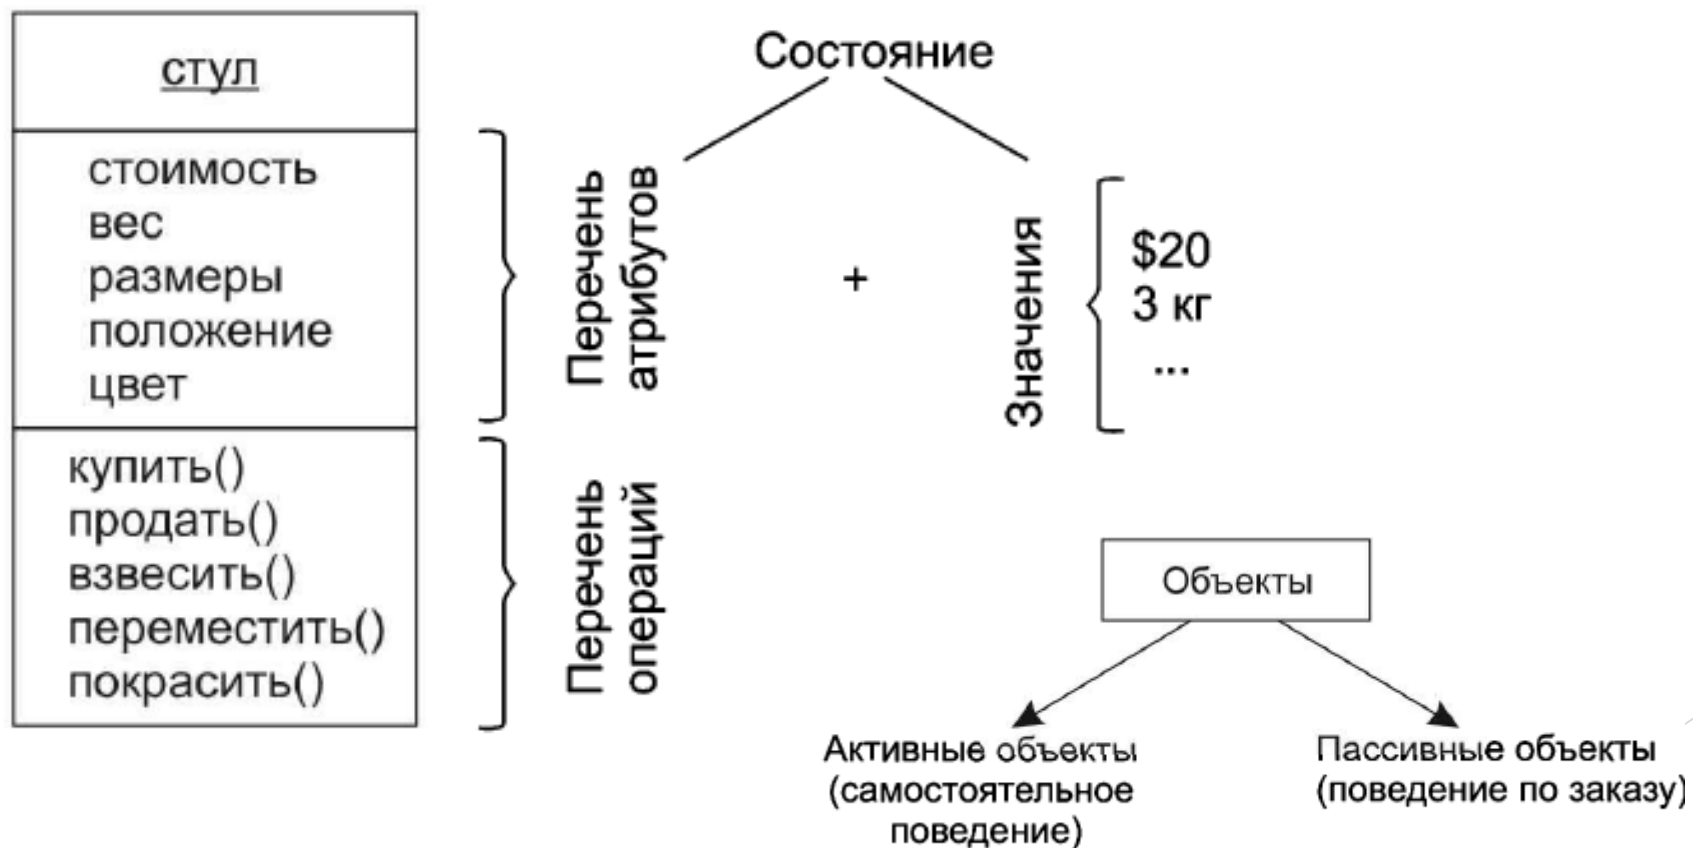 стул
стоимость
вес
размеры
положение
цвет
купить()
продать()
взвесить()
переместить()
покрасить()
Состояние
Перечень
атрибутов
+
Значения
$20
3 кг
...
Перечень
операций
Объекты
Активные объекты
(самостоятельное
поведение)
Пассивные объекты
(поведение по заказу)